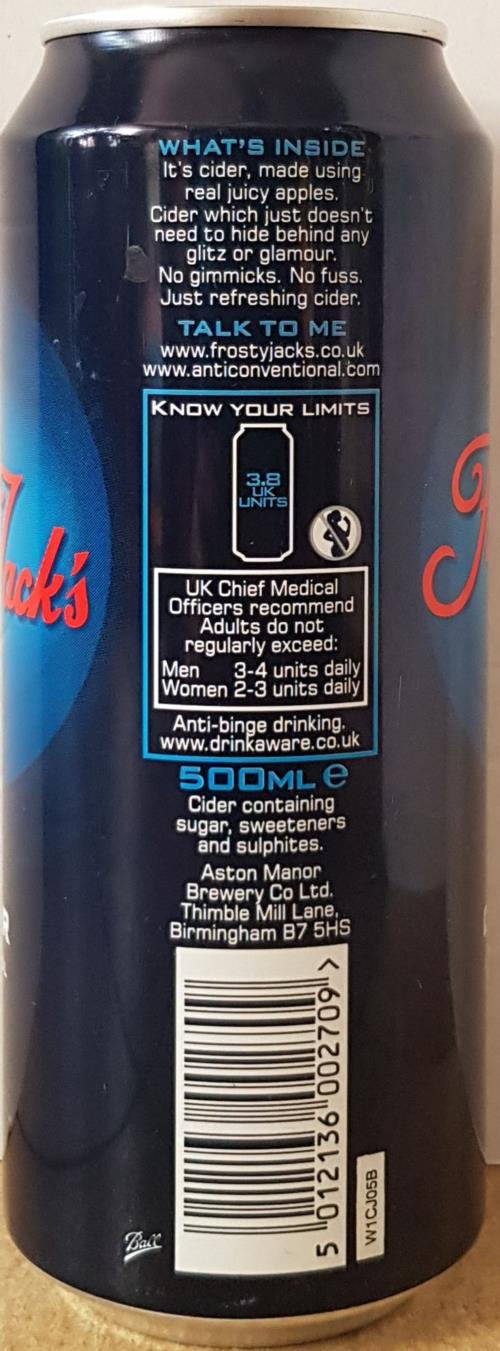 WHAT'S INSIDE
It's cider, made using
real juicy apples.
Cider which just doesn't
need to hide behind any
glitz or glamour.
No gimmicks. No fuss.
Just refreshing cider.
TALK TO ME
www.frostyjacks.co.uk
www.anticonventional.com
KNOW YOUR LIMITS
3.8
UK
UNITS
UK Chief Medical
Officers recommend
Adults do not
regularly exceed:
Men 3-4 units daily
Women 2-3 units daily
Anti-binge drinking.
www.drinkaware.co.uk
500ML e
Cider containing
sugar, sweeteners
and sulphites.
Aston Manor
Brewery Co Ltd.
Thimble Mill Lane,
Birmingham B7 5HS
5 012136 002709 >
W1CJ05B
Ball
Jack's